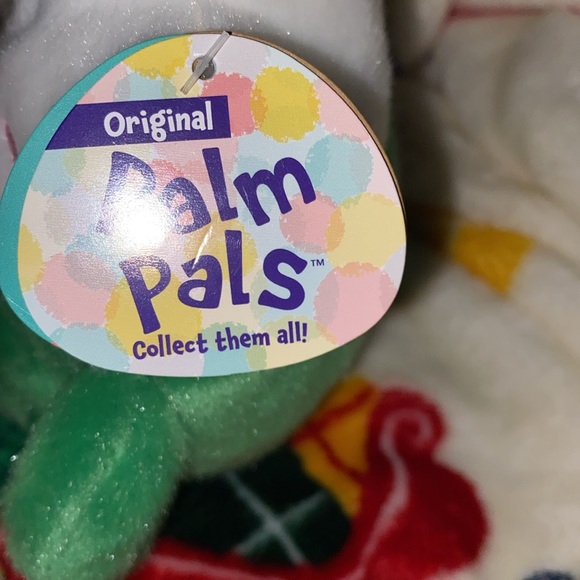 Original
Palm
Pals™
Collect them all!